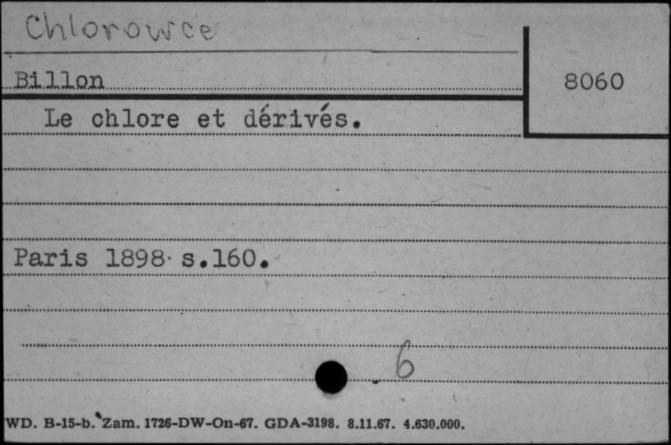 Chlorowce
Billon
8060
Le chlore et dérivés.
Paris 1898 s.160.
6
WD. B-15-b. Zam. 1726-DW-On-67. GDA-3198. 8.11.67. 4.630.000.